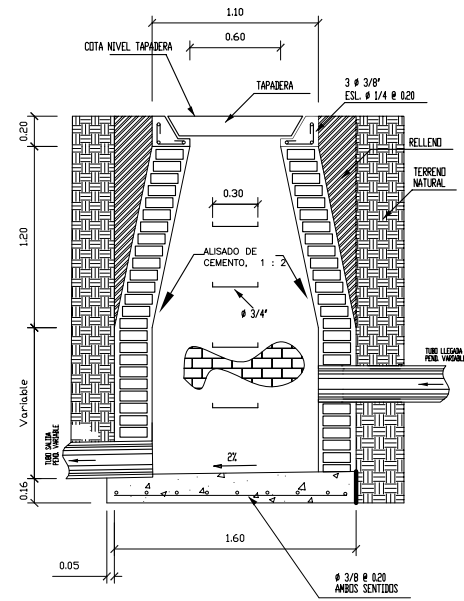 1.10
0.60
COTA NIVEL TAPADERA
TAPADERA
3 Ø 3/8"
ESL. Ø 1/4 @ 0.20
RELLENO
TERRENO
NATURAL
0.20
1.20
0.30
ALISADO DE
CEMENTO, 1 : 2
Ø 3/4"
Variable
TUBO LLEGADA
PEND. VARIABLE
TUBO SALIDA
PEND. VARIABLE
2%
0.16
0.05
1.60
Ø 3/8 @ 0.20
AMBOS SENTIDOS